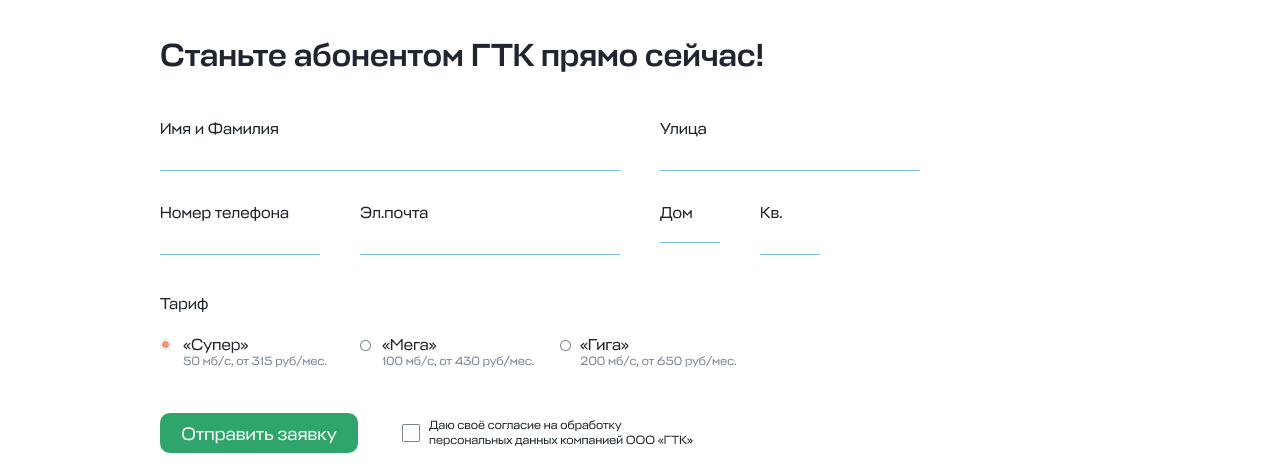 Станьте абонентом ГТК прямо сейчас!
Имя и Фамилия
Улица
Номер телефона
Эл.почта
Дом
Кв.
Тариф
«Супер»
50 мб/с, от 315 руб/мес.
«Мега»
100 мб/с, от 430 руб/мес.
«Гига»
200 мб/с, от 650 руб/мес.
Отправить заявку
Даю своё согласие на обработку
персональных данных компанией ООО «ГТК»